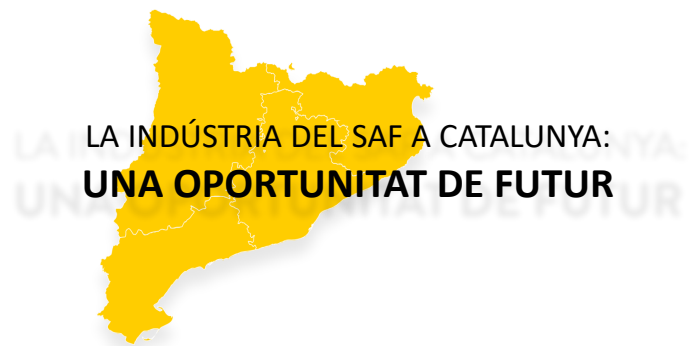 LA INDÚSTRIA DEL SAF A CATALUNYA:
UNA OPORTUNITAT DE FUTUR